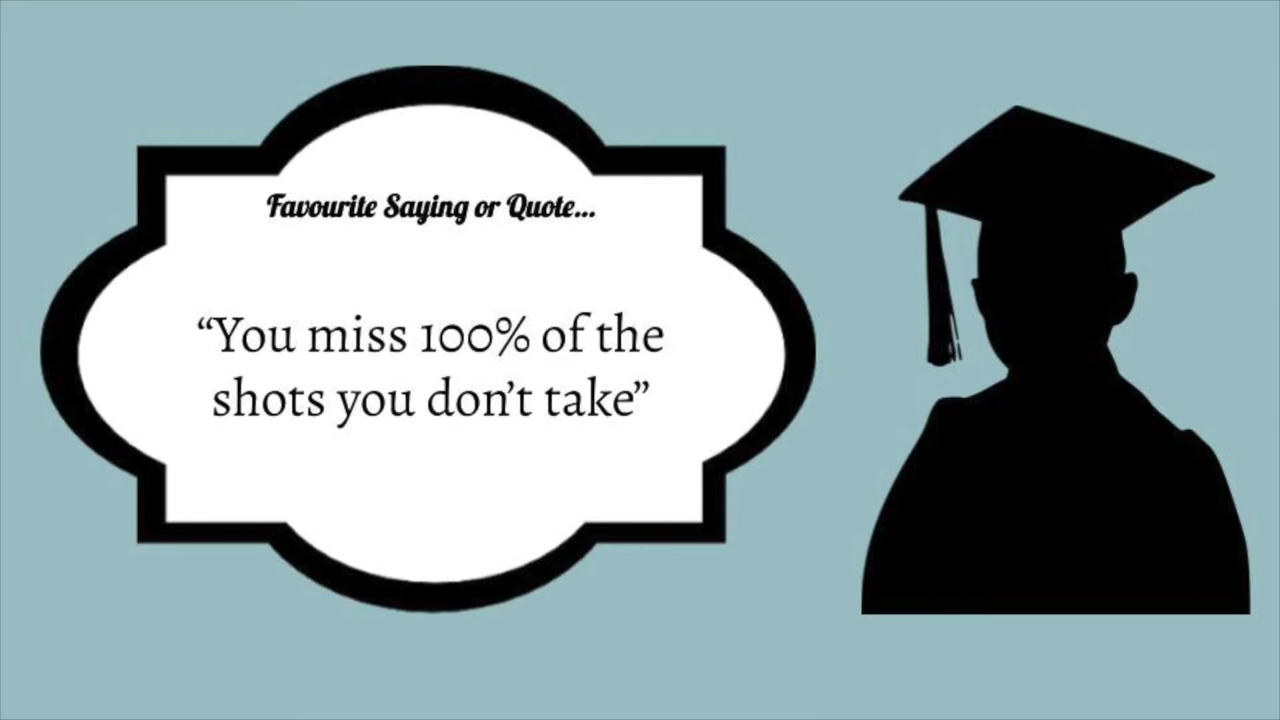 Favourite Saying or Quote...
“You miss 100% of the
shots you don’t take”